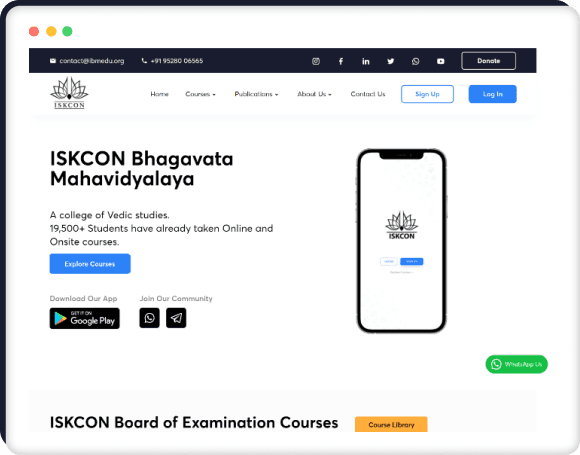 contact@ibmedu.org +91 95280 06565 Donate
ISKCON
Home Courses Publications About Us Contact Us Sign Up Log In
ISKCON Bhagavata
Mahavidyalaya
A college of Vedic studies.
19,500+ Students have already taken Online and
Onsite courses.
Explore Courses
Download Our App Join Our Community
GET IT ON
Google Play
ISKCON
WhatsApp Us
ISKCON Board of Examination Courses Course Library